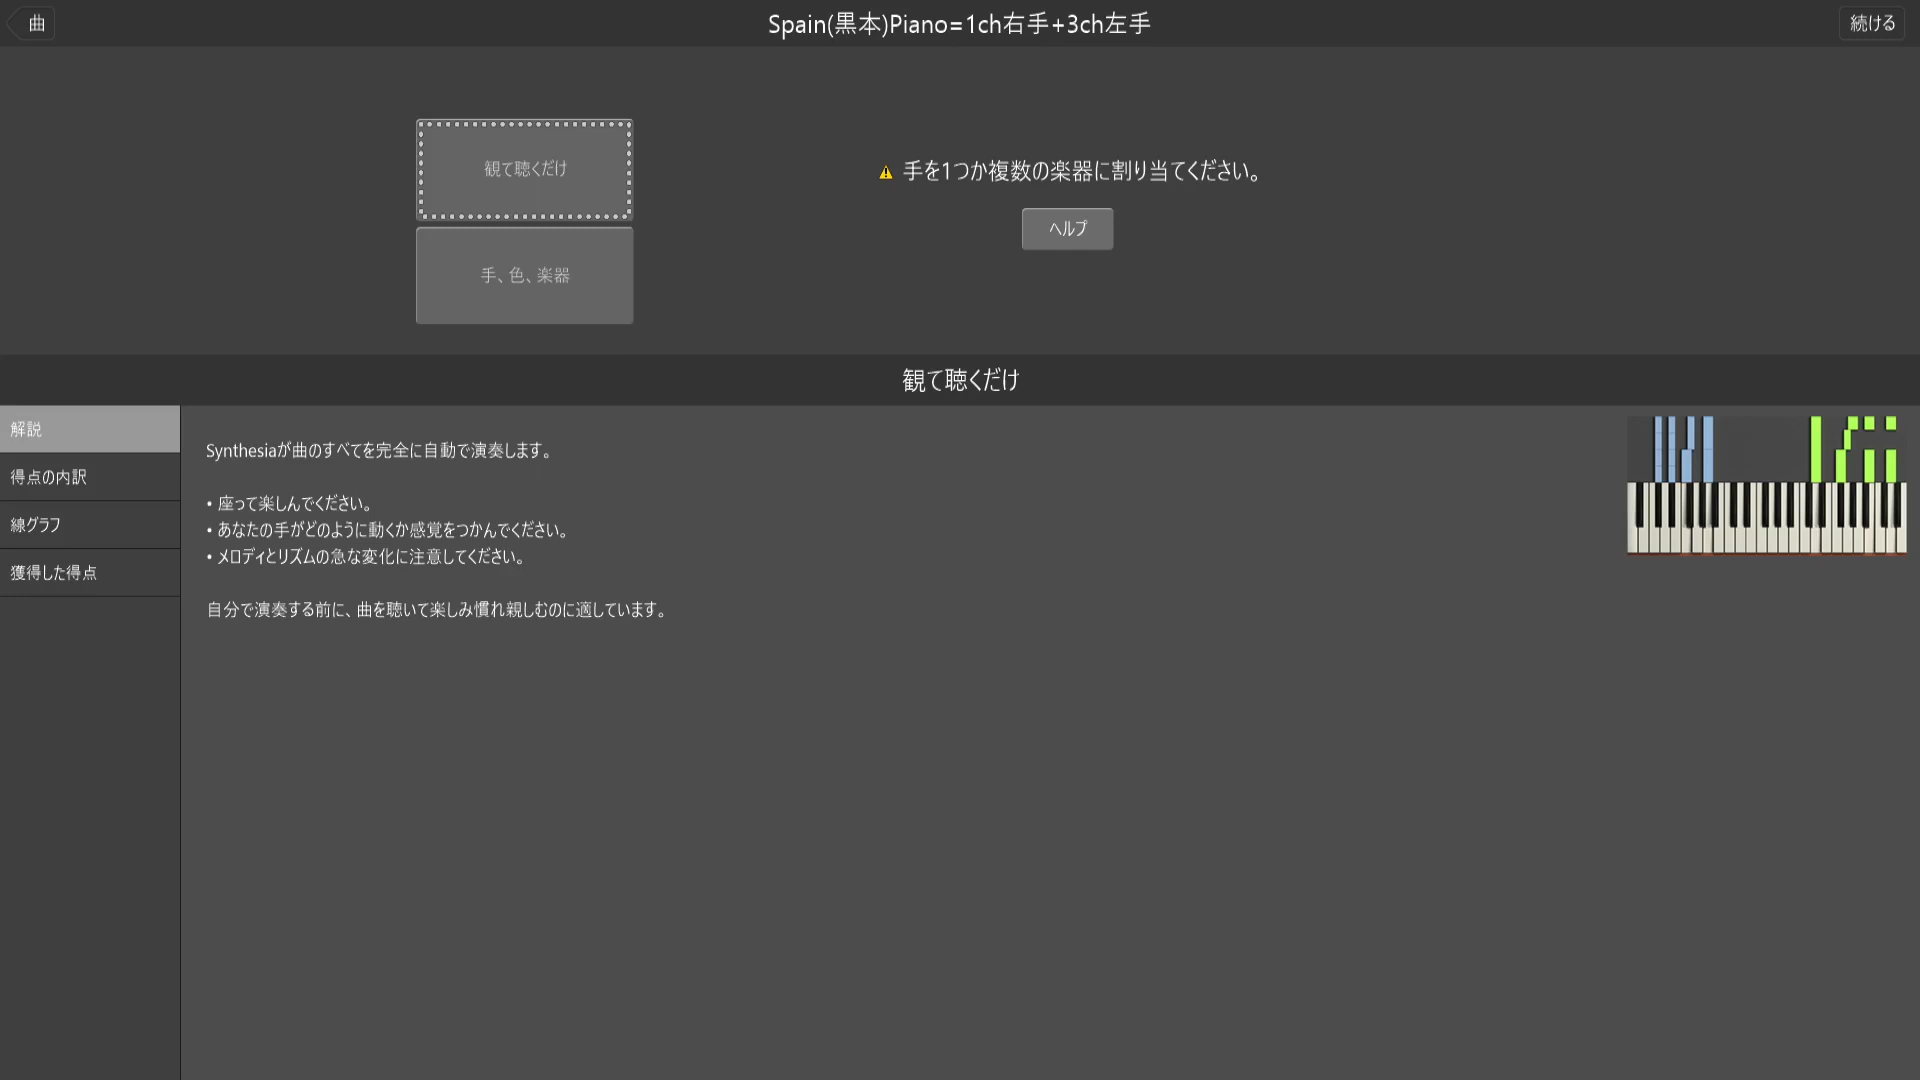 曲
Spain(黒本)Piano=1ch右手+3ch左手
続ける
観て聴くだけ
手、色、楽器
手を1つか複数の楽器に割り当てください。
ヘルプ
観て聴くだけ
解説
得点の内訳
線グラフ
獲得した得点
Synthesiaが曲のすべてを完全に自動で演奏します。
• 座って楽しんでください。
• あなたの手がどのように動くか感覚をつかんでください。
• メロディとリズムの急な変化に注意してください。
自分で演奏する前に、曲を聴いて楽しみ慣れ親しむのに適しています。